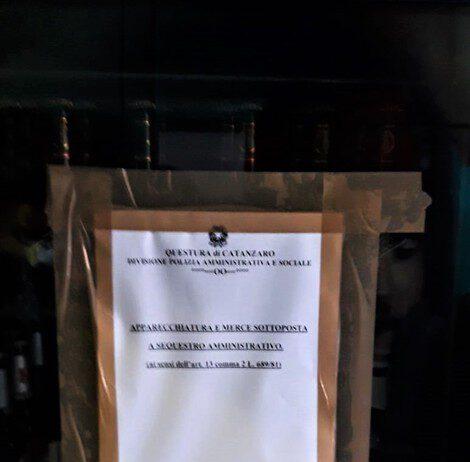 QUESTURA di CATANZARO
DIVISIONE POLIZIA AMMINISTRATIVA E SOCIALE
°°°°°---OO---°°°°°
APPARECCHIATURA E MERCE SOTTOPOSTA
A SEQUESTRO AMMINISTRATIVO.
(ai sensi dell'art. 13 comma 2 L. 689/81)